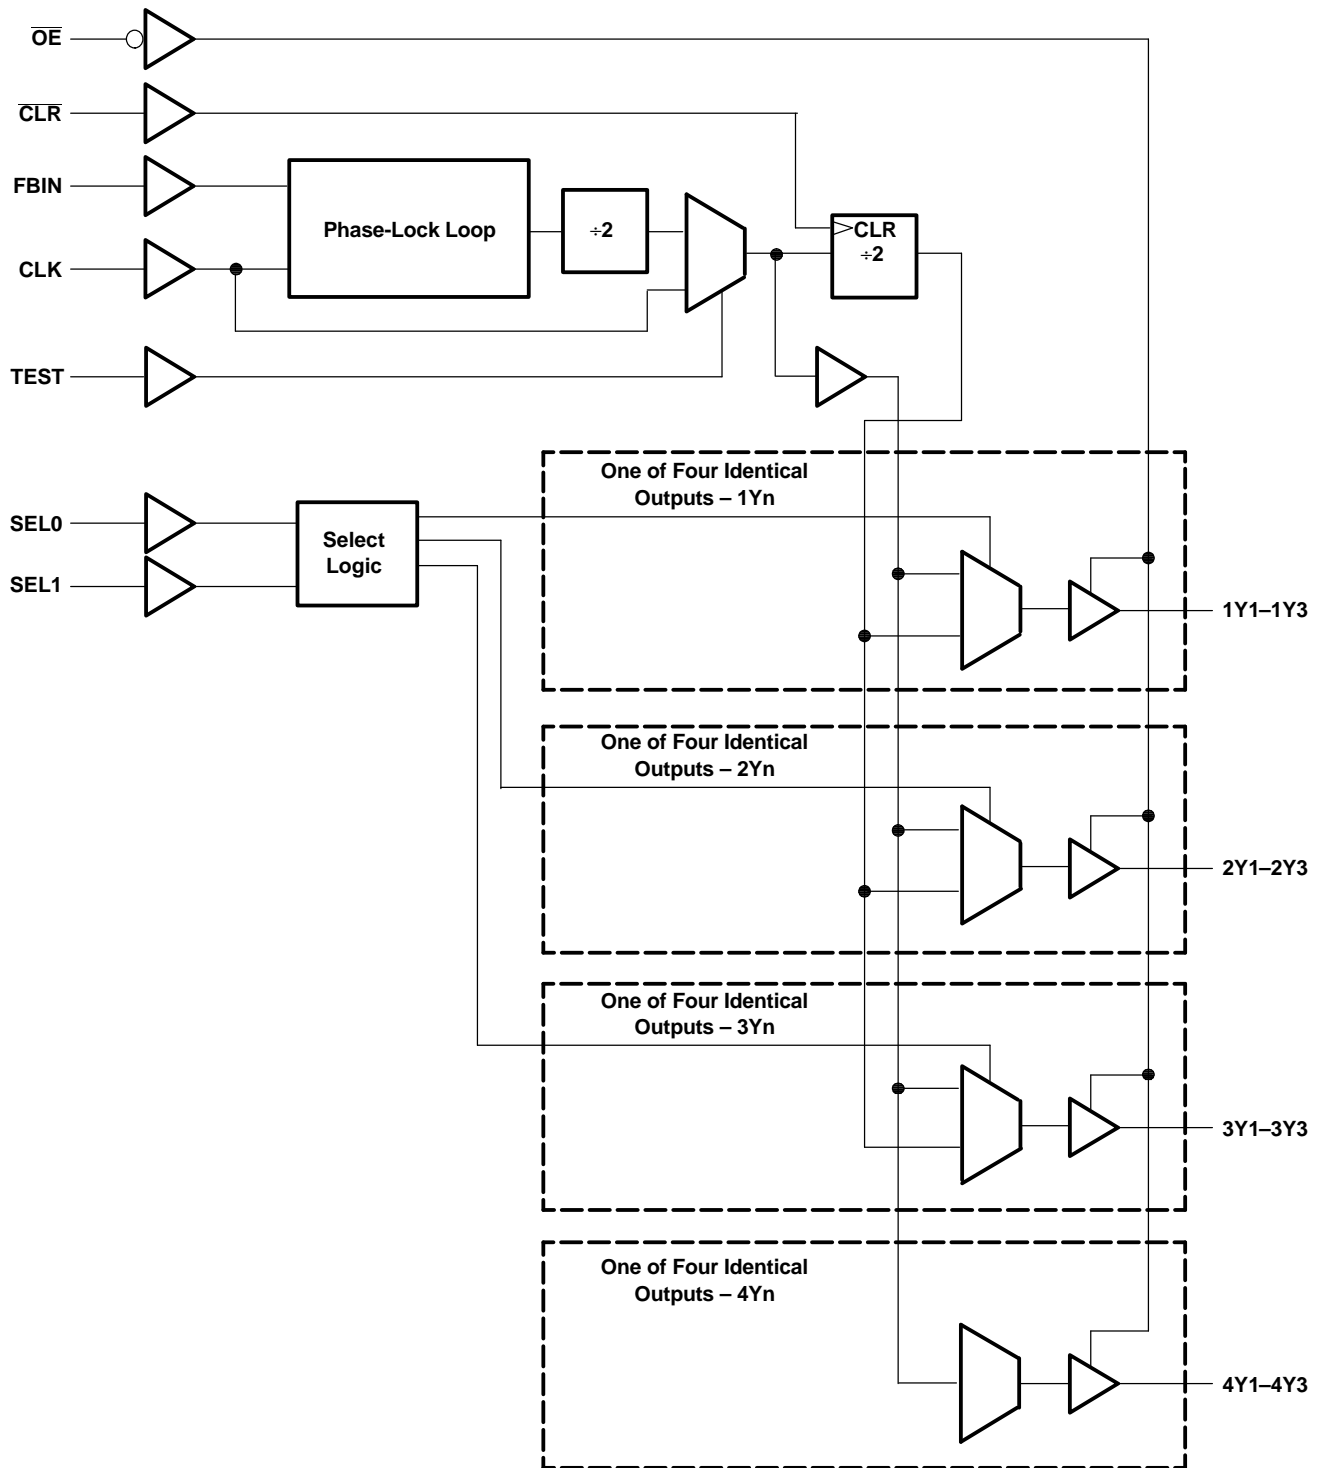 OE
CLR
FBIN
CLK
TEST
Phase-Lock Loop
÷2
CLR
÷2
SEL0
SEL1
Select
Logic
One of Four Identical
Outputs – 1Yn
1Y1–1Y3
One of Four Identical
Outputs – 2Yn
2Y1–2Y3
One of Four Identical
Outputs – 3Yn
3Y1–3Y3
One of Four Identical
Outputs – 4Yn
4Y1–4Y3